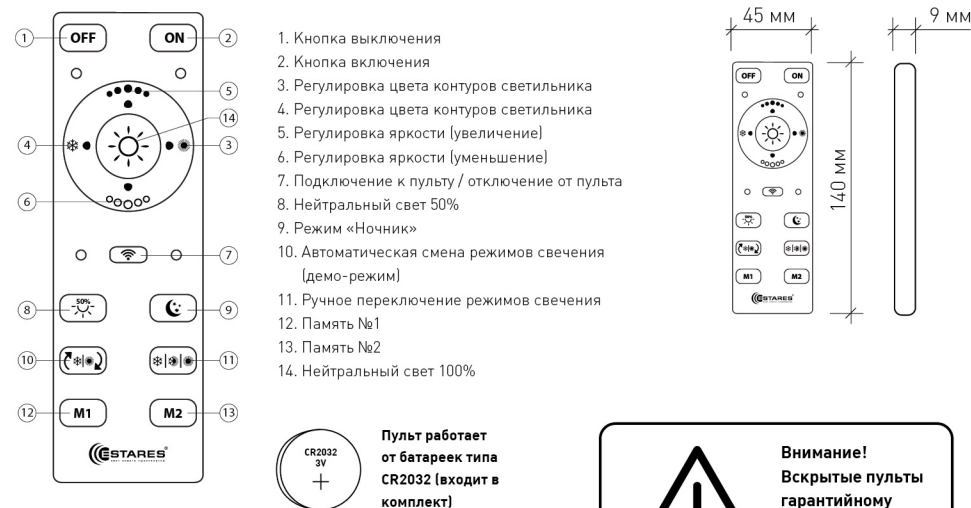 1
OFF
ON
2
5
14
4
3
6
7
8
50%
9
10
11
12
M1
M2
13
ESTARES
1. Кнопка выключения
2. Кнопка включения
3. Регулировка цвета контуров светильника
4. Регулировка цвета контуров светильника
5. Регулировка яркости (увеличение)
6. Регулировка яркости (уменьшение)
7. Подключение к пульту / отключение от пульта
8. Нейтральный свет 50%
9. Режим «Ночник»
10. Автоматическая смена режимов свечения
(демо-режим)
11. Ручное переключение режимов свечения
12. Память №1
13. Память №2
14. Нейтральный свет 100%
CR2032
3V
+
Пульт работает
от батареек типа
CR2032 (входит в
комплект)
45 мм
9 мм
OFF
ON
140 мм
50%
M1
M2
ESTARES
Внимание!
Вскрытые пульты
гарантийному